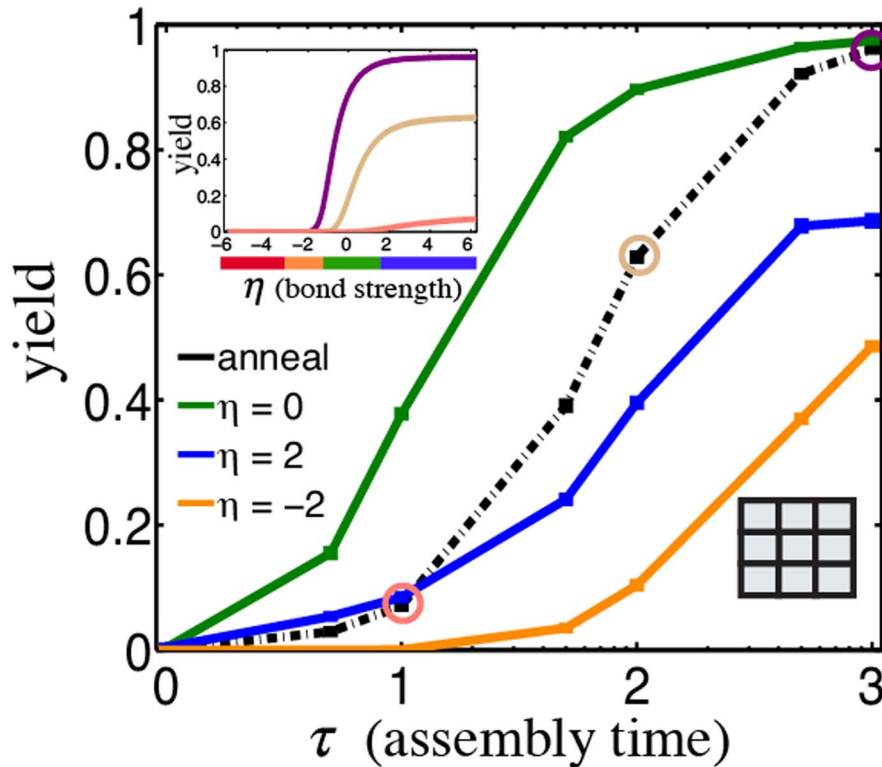 1
0.8
0.6
0.4
0.2
0
yield
1
0.8
0.6
0.4
0.2
0
yield
−6 −4 −2 0 2 4 6
η (bond strength)
anneal
η = 0
η = 2
η = −2
0 1 2 3
τ (assembly time)